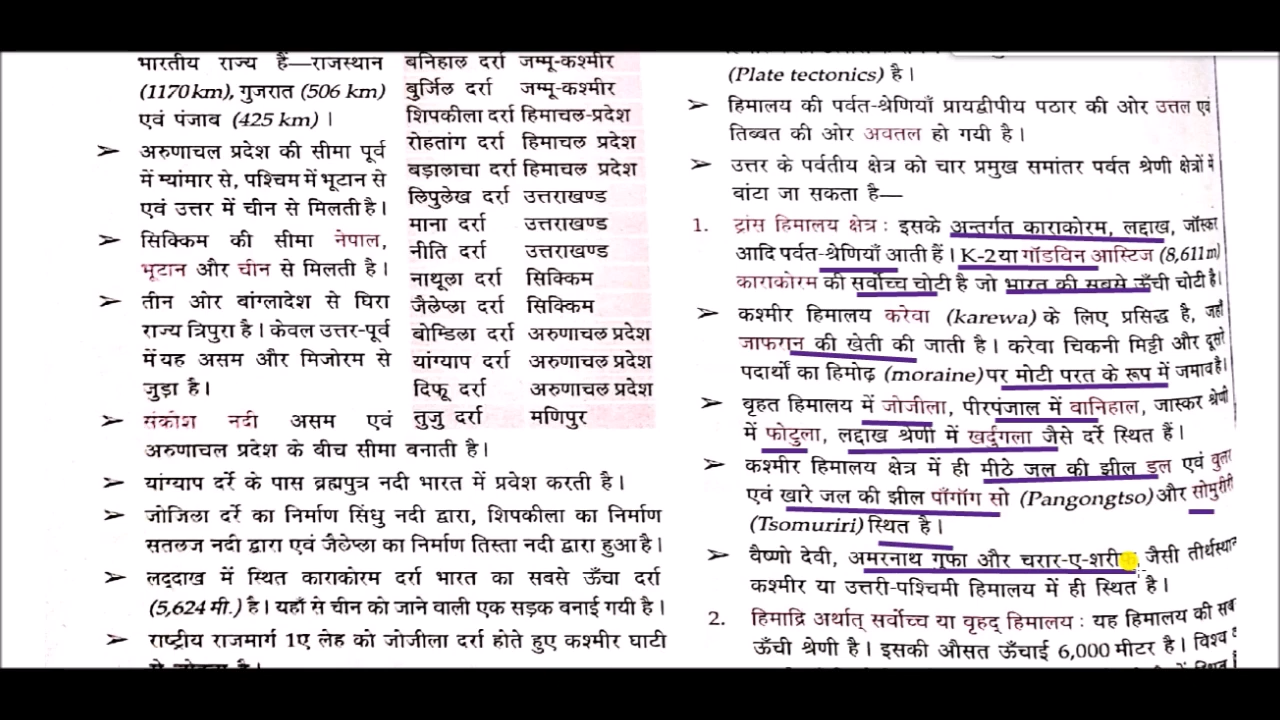 भारतीय राज्य हैं—राजस्थान
(1170 km), गुजरात (506 km)
एवं पंजाब (425 km) ।
➢ अरुणाचल प्रदेश की सीमा पूर्व
में म्यांमार से, पश्चिम में भूटान से
एवं उत्तर में चीन से मिलती है।
➢ सिक्किम की सीमा नेपाल,
भूटान और चीन से मिलती है।
➢ तीन ओर बांग्लादेश से घिरा
राज्य त्रिपुरा है। केवल उत्तर-पूर्व
में यह असम और मिजोरम से
जुड़ा है।
➢ संकोश नदी असम एवं
अरुणाचल प्रदेश के बीच सीमा बनाती है।
बनिहाल दर्रा जम्मू-कश्मीर
बुर्जिल दर्रा जम्मू-कश्मीर
शिपकीला दर्रा हिमाचल-प्रदेश
रोहतांग दर्रा हिमाचल प्रदेश
बड़ालाचा दर्रा हिमाचल प्रदेश
लिपुलेख दर्रा उत्तराखण्ड
माना दर्रा उत्तराखण्ड
नीति दर्रा उत्तराखण्ड
नाथूला दर्रा सिक्किम
जैलेप्ला दर्रा सिक्किम
बोम्डिला दर्रा अरुणाचल प्रदेश
यांग्याप दर्रा अरुणाचल प्रदेश
दिफू दर्रा अरुणाचल प्रदेश
तुजु दर्रा मणिपुर
➢ यांग्याप दर्रे के पास ब्रह्मपुत्र नदी भारत में प्रवेश करती है।
➢ जोजिला दर्रे का निर्माण सिंधु नदी द्वारा, शिपकीला का निर्माण
सतलज नदी द्वारा एवं जैलेप्ला का निर्माण तिस्ता नदी द्वारा हुआ है।
➢ लद्दाख में स्थित काराकोरम दर्रा भारत का सबसे ऊँचा दर्रा
(5,624 मी.) है। यहाँ से चीन को जाने वाली एक सड़क बनाई गयी है।
➢ राष्ट्रीय राजमार्ग 1ए लेह को जोजीला दर्रा होते हुए कश्मीर घाटी
(Plate tectonics) है।
➢ हिमालय की पर्वत-श्रेणियाँ प्रायद्वीपीय पठार की ओर उत्तल एवं
तिब्बत की ओर अवतल हो गयी है।
➢ उत्तर के पर्वतीय क्षेत्र को चार प्रमुख समांतर पर्वत श्रेणी क्षेत्रों में
बांटा जा सकता है—
1. ट्रांस हिमालय क्षेत्र : इसके अन्तर्गत काराकोरम, लद्दाख, जॉस्कर
आदि पर्वत-श्रेणियाँ आती हैं। K-2 या गॉडविन आस्टिज (8,611 m)
काराकोरम की सर्वोच्च चोटी है जो भारत की सबसे ऊँची चोटी है।
➢ कश्मीर हिमालय करेवा (karewa) के लिए प्रसिद्ध है, जहाँ
जाफरान की खेती की जाती है। करेवा चिकनी मिट्टी और दूसरे
पदार्थों का हिमोढ़ (moraine) पर मोटी परत के रूप में जमाव है।
➢ बृहत हिमालय में जोजीला, पीरपंजाल में बानिहाल, जास्कर श्रेणी
में फोटुला, लद्दाख श्रेणी में खर्दुंगला जैसे दर्रे स्थित हैं।
➢ कश्मीर हिमालय क्षेत्र में ही मीठे जल की झील डल एवं वुलर
एवं खारे जल की झील पाँगॉग सो (Pangongtso) और सोमुरीरी
(Tsomuriri) स्थित है।
➢ वैष्णो देवी, अमरनाथ गुफा और चरार-ए-शरीफ, जैसी तीर्थस्थान
कश्मीर या उत्तरी-पश्चिमी हिमालय में ही स्थित है।
2. हिमाद्रि अर्थात् सर्वोच्च या वृहद् हिमालय : यह हिमालय की सब
ऊँची श्रेणी है। इसकी औसत ऊँचाई 6,000 मीटर है। विश्व